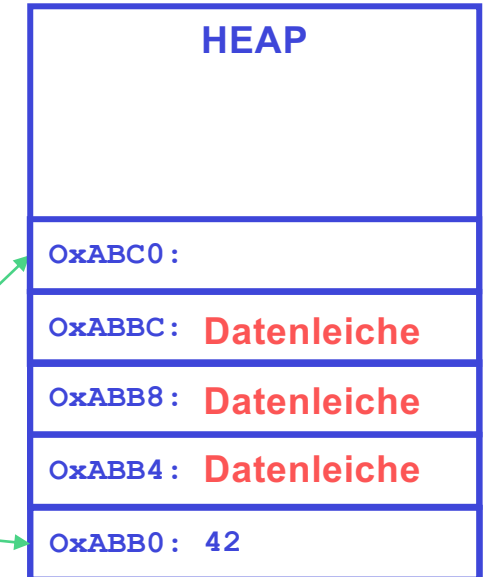 HEAP
OxABC0:
OxABBC: Datenleiche
OxABB8: Datenleiche
OxABB4: Datenleiche
OxABB0: 42